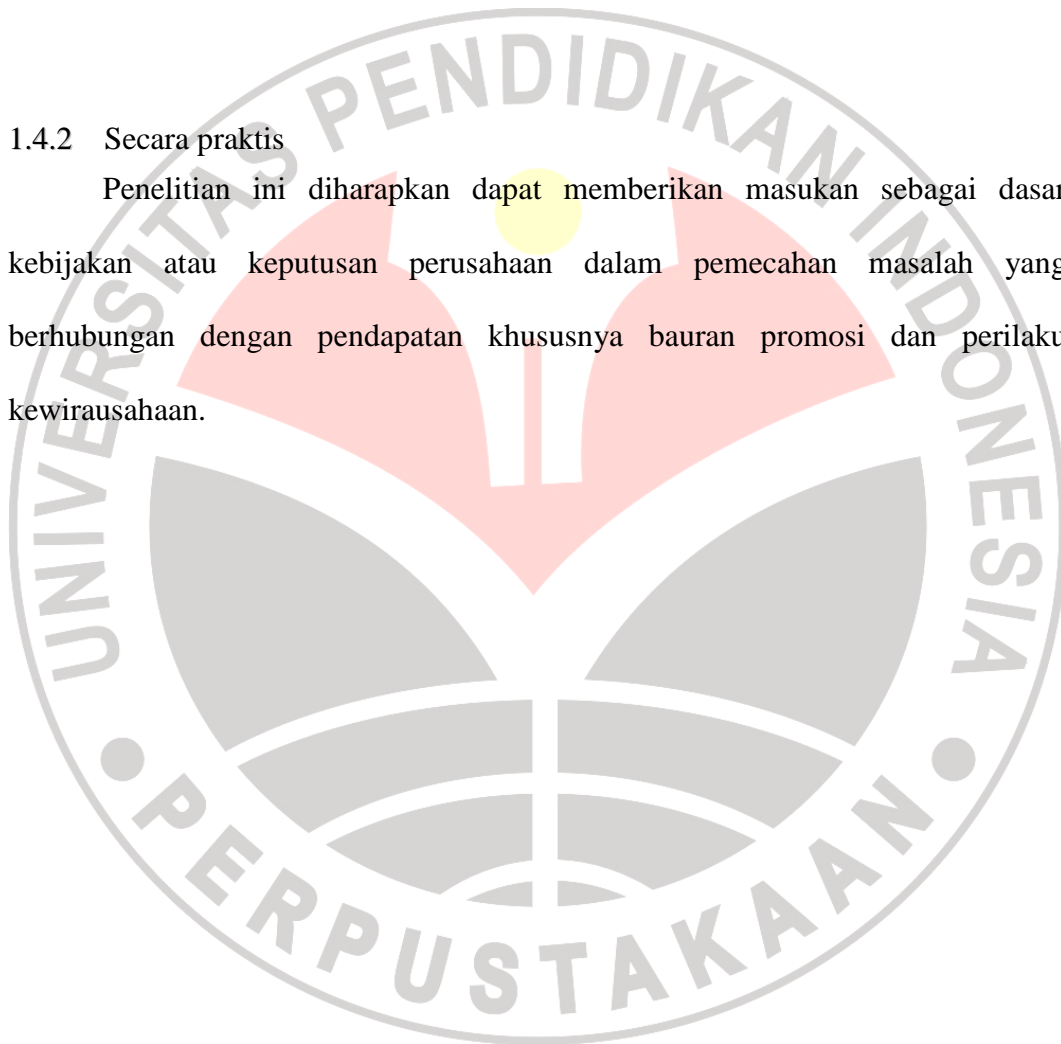 1.4.2 Secara praktis
Penelitian ini diharapkan dapat memberikan masukan sebagai dasar
kebijakan atau keputusan perusahaan dalam pemecahan masalah yang
berhubungan dengan pendapatan khususnya bauran promosi dan perilaku
kewirausahaan.
UNIVERSITAS PENDIDIKAN INDONESIA
PERPUSTAKAAN